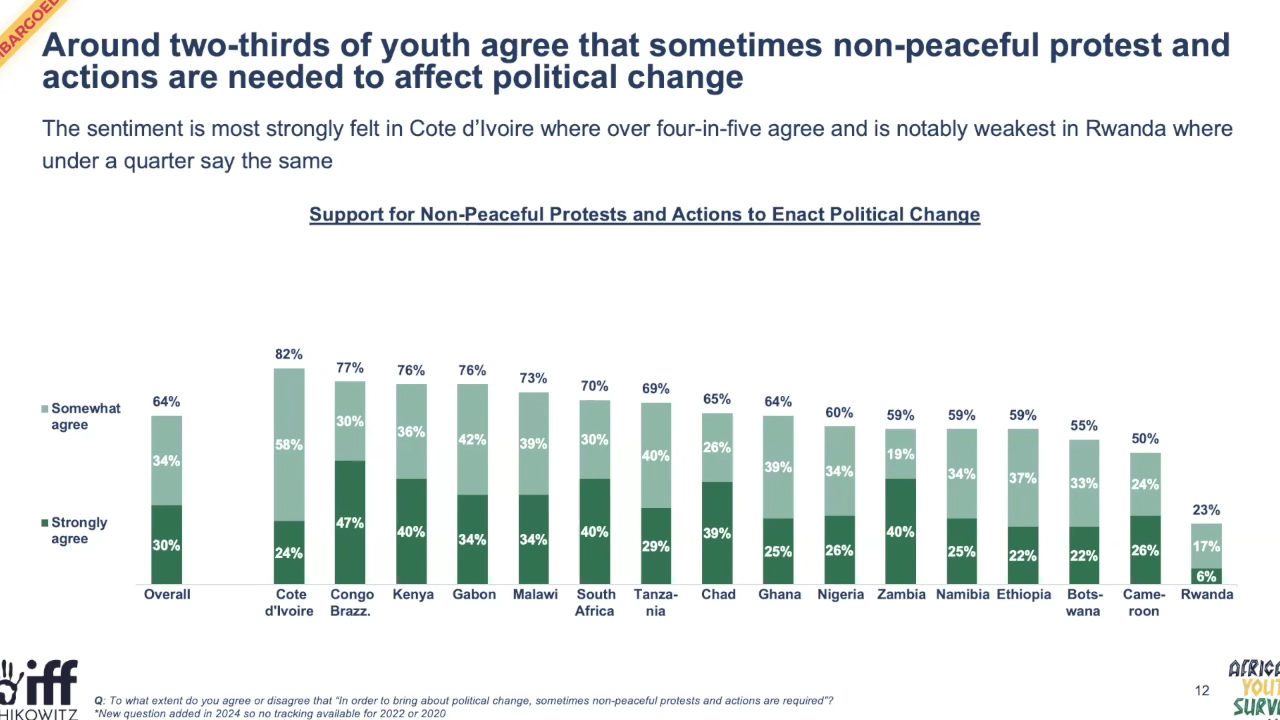 Around two-thirds of youth agree that sometimes non-peaceful protest and
actions are needed to affect political change
The sentiment is most strongly felt in Cote d’Ivoire where over four-in-five agree and is notably weakest in Rwanda where
under a quarter say the same
Support for Non-Peaceful Protests and Actions to Enact Political Change
Somewhat
agree
Strongly
agree
64% 82% 77% 76% 76% 73% 70% 69% 65% 64% 60% 59% 59% 59% 55% 50% 23%
34% 58% 30% 36% 42% 39% 30% 40% 26% 39% 34% 19% 34% 37% 33% 24% 17%
30% 24% 47% 40% 34% 34% 40% 29% 39% 25% 26% 40% 25% 22% 22% 26% 6%
Overall Cote Congo Kenya Gabon Malawi South Tanza- Chad Ghana Nigeria Zambia Namibia Ethiopia Bots- Came- Rwanda
d'Ivoire Brazz. Africa nia wana roon
iff
HIKOWITZ
Q: To what extent do you agree or disagree that “In order to bring about political change, sometimes non-peaceful protests and actions are required”?
*New question added in 2024 so no tracking available for 2022 or 2020
12
AFRICA
YOUT
SURVE